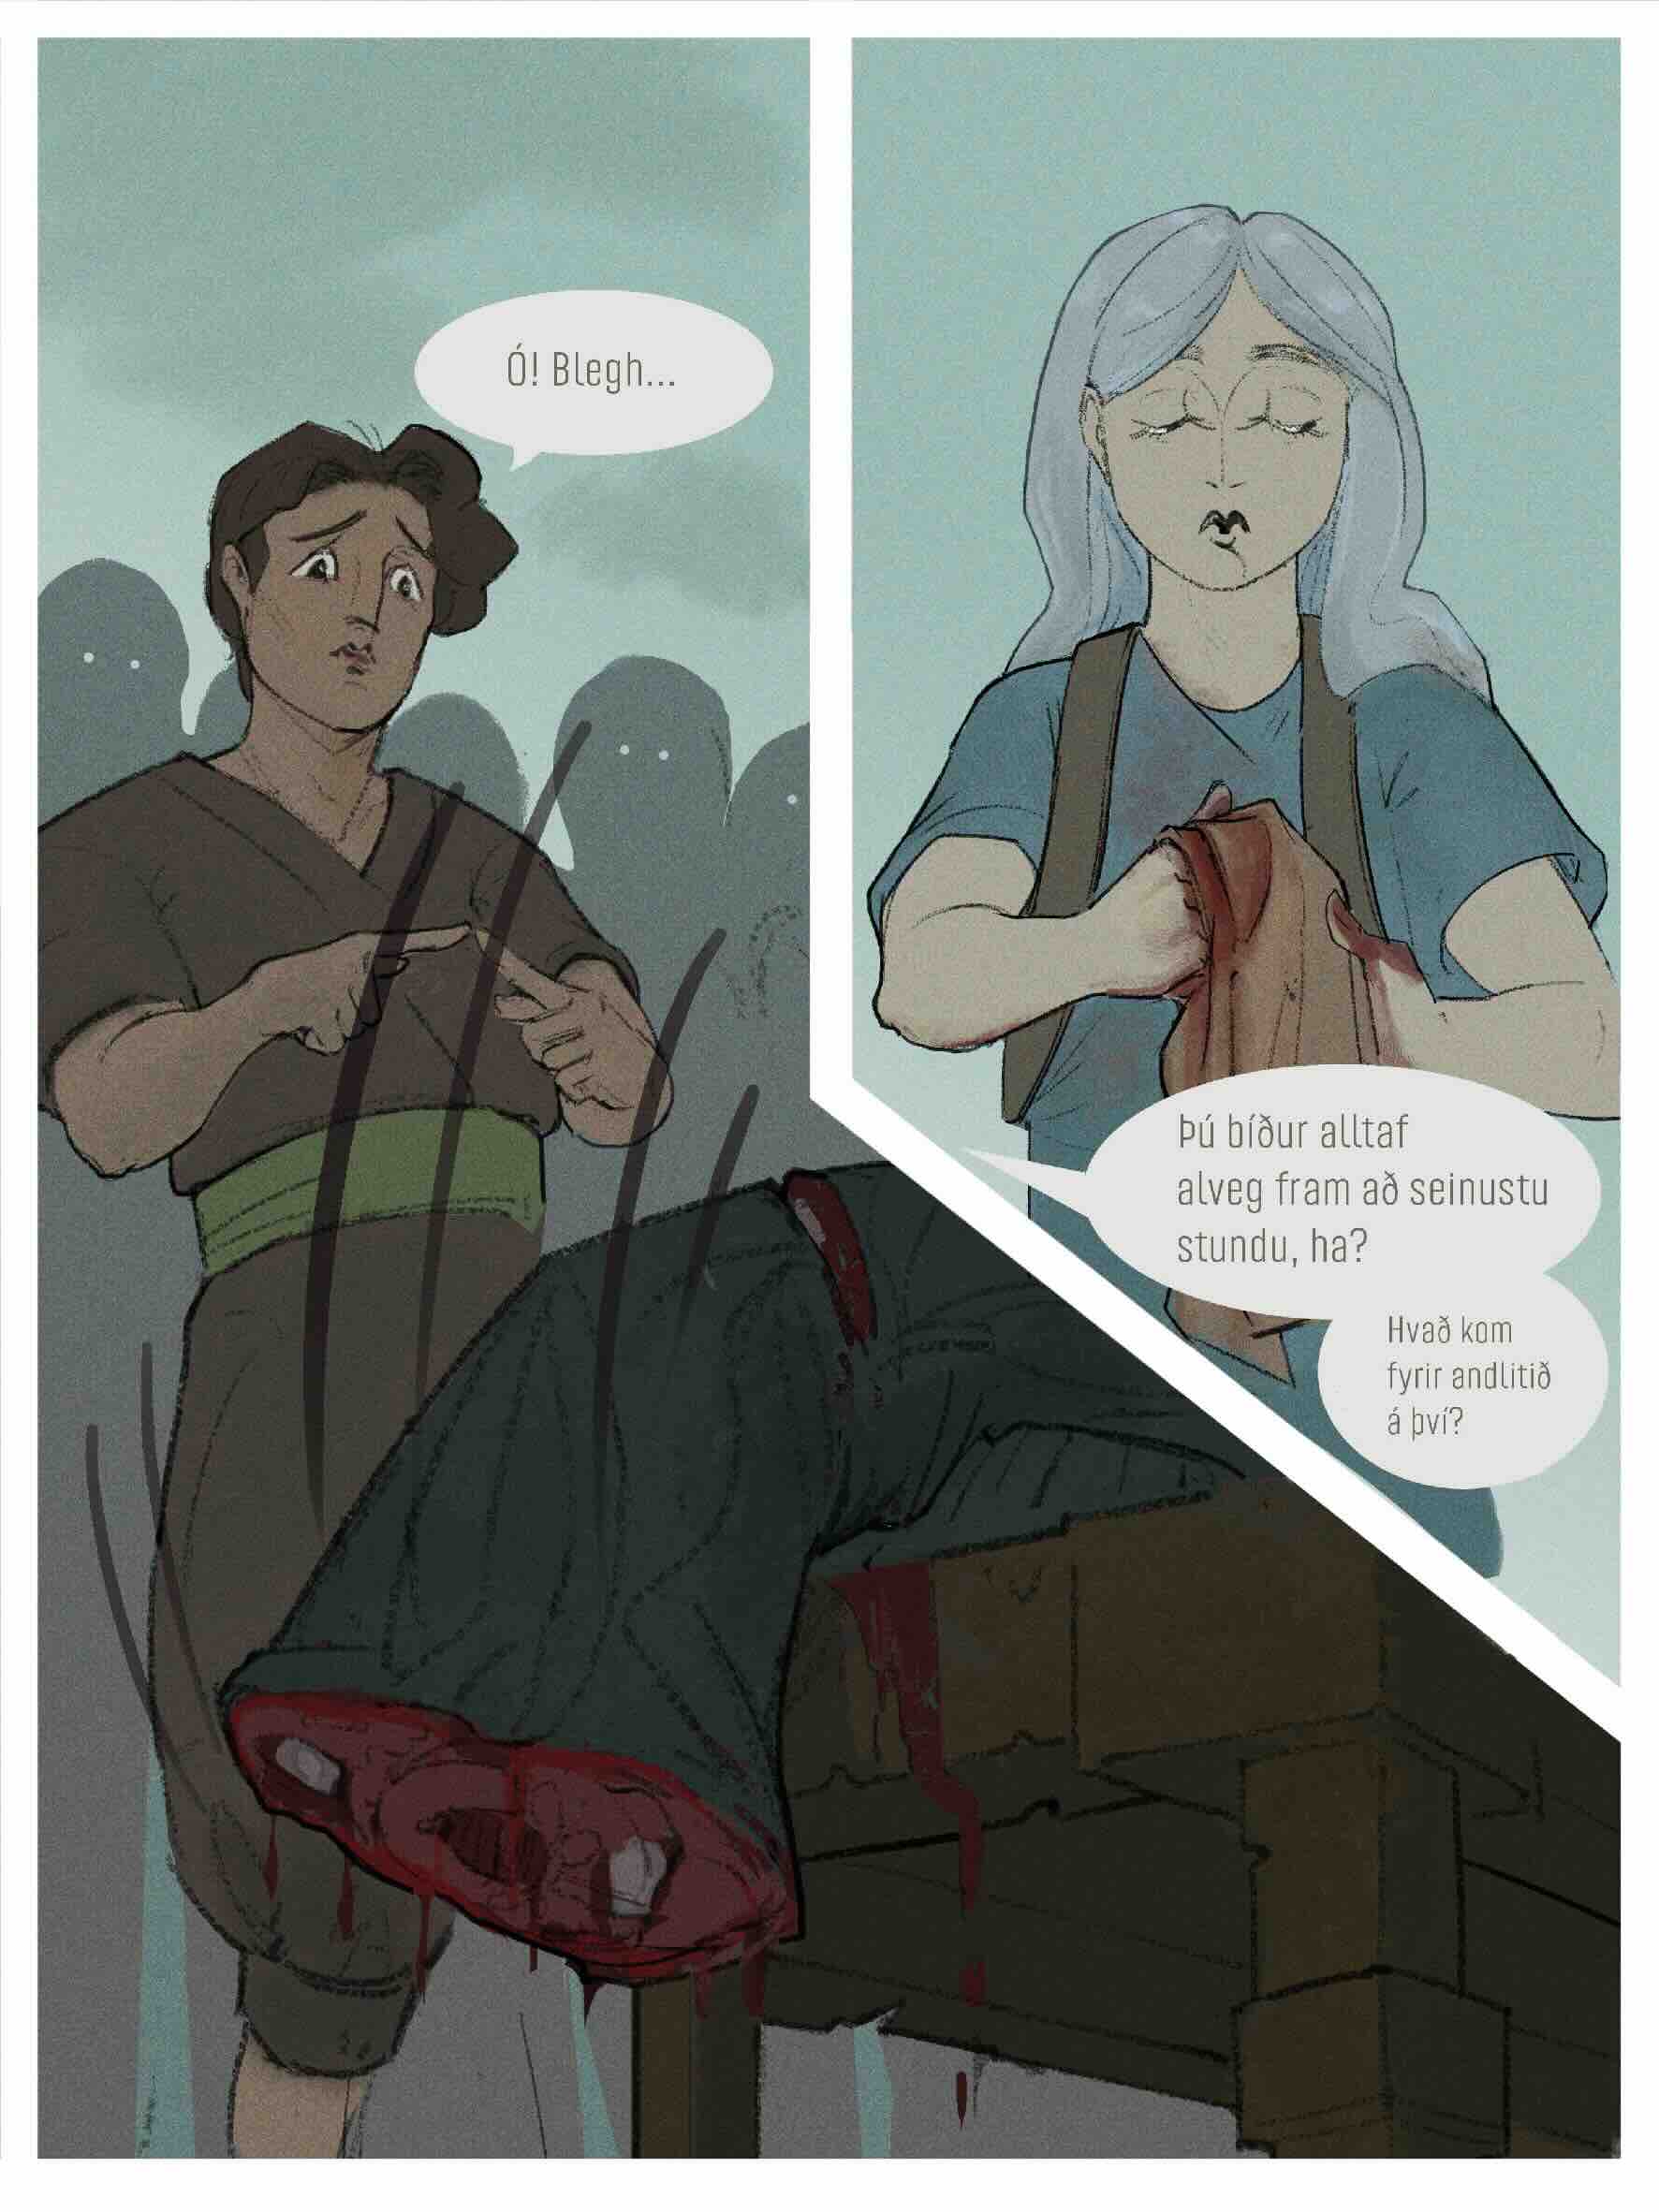 Ó! Blegh...
Þú bíður alltaf
alveg fram að seinustu
stundu, ha?
Hvað kom
fyrir andlitið
á því?